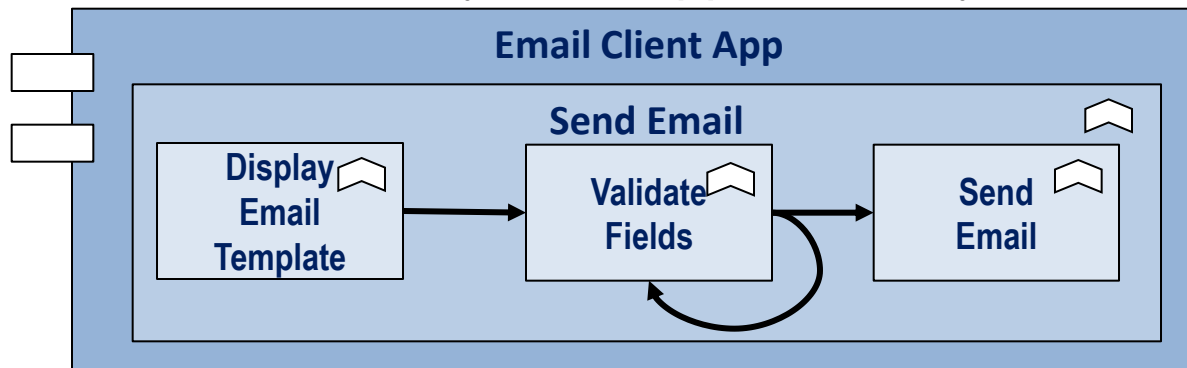 Email Client App
Send Email
Display
Email
Template
Validate
Fields
Send
Email